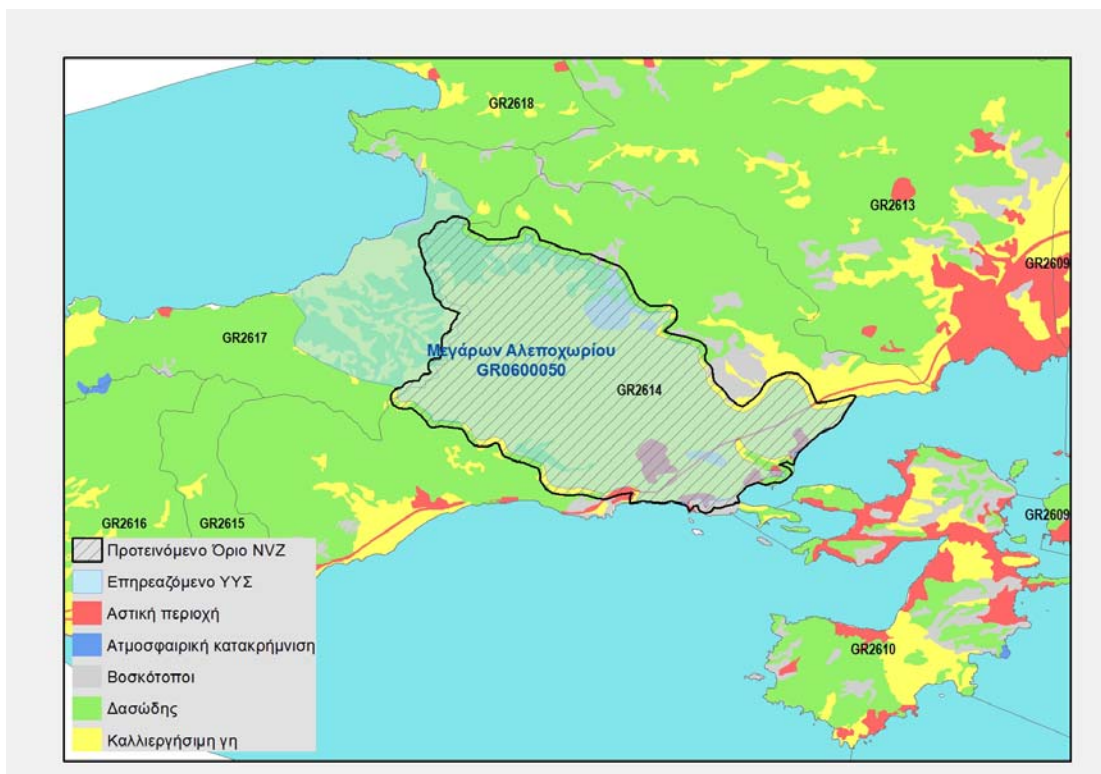 GR2618
GR2613
GR2609
GR2617
Μεγάρων Αλεποχωρίου
GR0600050
GR2614
GR2616
GR2615
GR2609
GR2610
Προτεινόμενο Όριο NVZ
Επηρεαζόμενο ΥΥΣ
Αστική περιοχή
Ατμοσφαιρική κατακρήμνιση
Βοσκότοποι
Δασώδης
Καλλιεργήσιμη γη